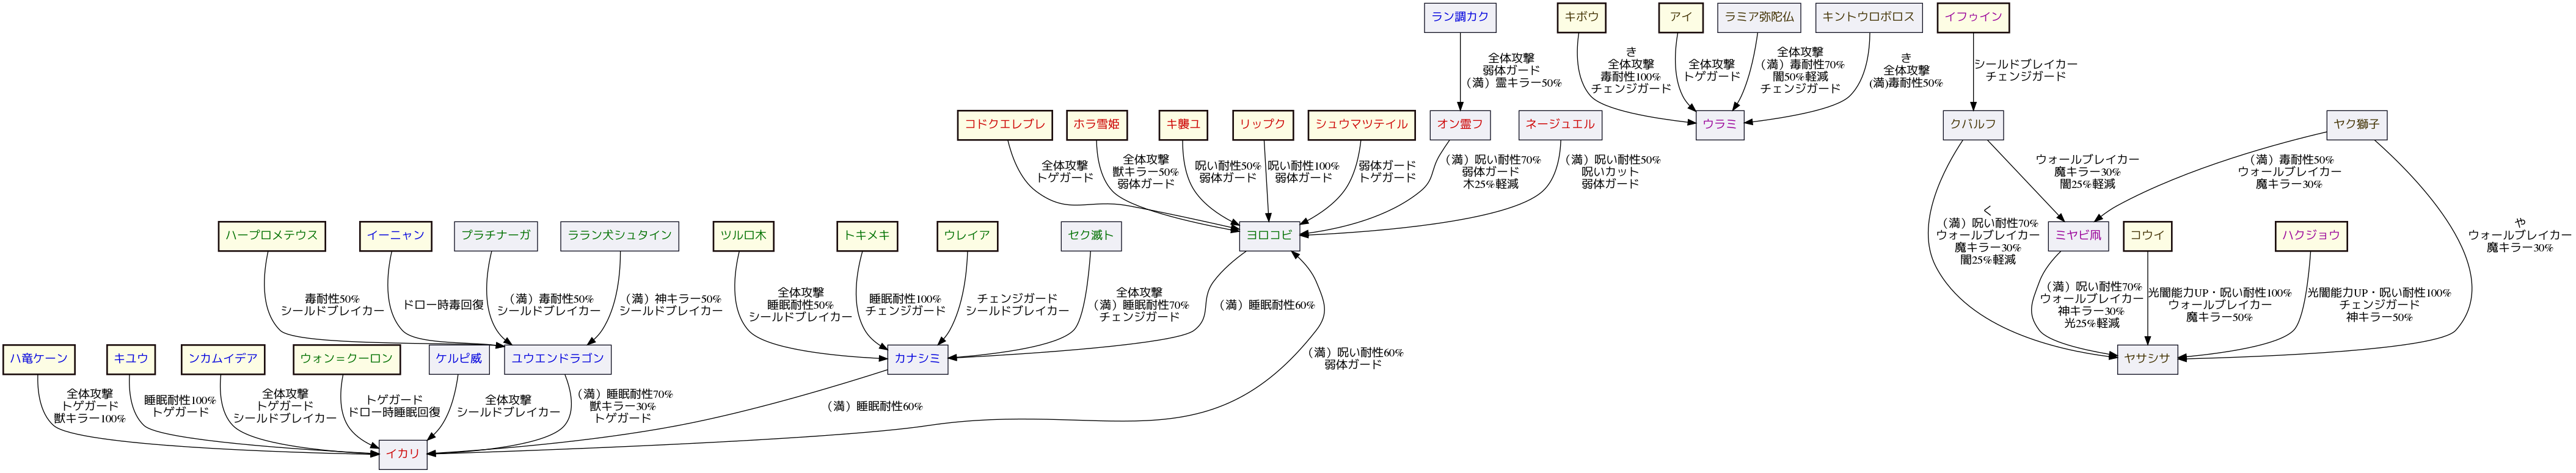 ラン調カク
キボウ
アイ
ラミア弥陀仏
キントウロボロス
イフゥイン
全体攻撃
弱体ガード
（満）霊キラー50%
き
全体攻撃
毒耐性100%
チェンジガード
全体攻撃
トゲガード
全体攻撃
（満）毒耐性70%
闇50%軽減
チェンジガード
き
全体攻撃
(満)毒耐性50%
シールドブレイカー
チェンジガード
コドクエレブレ
ホラ雪姫
キ襲ユ
リップク
シュウマツテイル
オン霊フ
ネージュエル
ウラミ
クバルフ
ヤク獅子
全体攻撃
トゲガード
全体攻撃
獣キラー50%
弱体ガード
呪い耐性50%
弱体ガード
呪い耐性100%
弱体ガード
弱体ガード
トゲガード
（満）呪い耐性70%
弱体ガード
木25%軽減
（満）呪い耐性50%
呪いカット
弱体ガード
ウォールブレイカー
魔キラー30%
闇25%軽減
（満）毒耐性50%
ウォールブレイカー
魔キラー30%
く
（満）呪い耐性70%
ウォールブレイカー
魔キラー30%
闇25%軽減
や
ウォールブレイカー
魔キラー30%
ハープロメテウス
イーニャン
プラチナーガ
ララン犬シュタイン
ツルロ木
トキメキ
ウレイア
セク滅ト
ヨロコビ
ミヤビ凧
コウイ
ハクジョウ
毒耐性50%
シールドブレイカー
ドロー時毒回復
（満）毒耐性50%
シールドブレイカー
（満）神キラー50%
シールドブレイカー
全体攻撃
睡眠耐性50%
シールドブレイカー
睡眠耐性100%
チェンジガード
チェンジガード
シールドブレイカー
全体攻撃
（満）睡眠耐性70%
チェンジガード
（満）睡眠耐性60%
（満）呪い耐性60%
弱体ガード
（満）呪い耐性70%
ウォールブレイカー
神キラー30%
光25%軽減
光闇能力UP・呪い耐性100%
ウォールブレイカー
魔キラー50%
光闇能力UP・呪い耐性100%
チェンジガード
神キラー50%
ハ竜ケーン
キユウ
ンカムイデア
ウォン＝クーロン
ケルピ威
ユウエンドラゴン
カナシミ
ヤサシサ
全体攻撃
トゲガード
獣キラー100%
睡眠耐性100%
トゲガード
全体攻撃
トゲガード
シールドブレイカー
トゲガード
ドロー時睡眠回復
全体攻撃
シールドブレイカー
（満）睡眠耐性70%
獣キラー30%
トゲガード
（満）睡眠耐性60%
イカリ